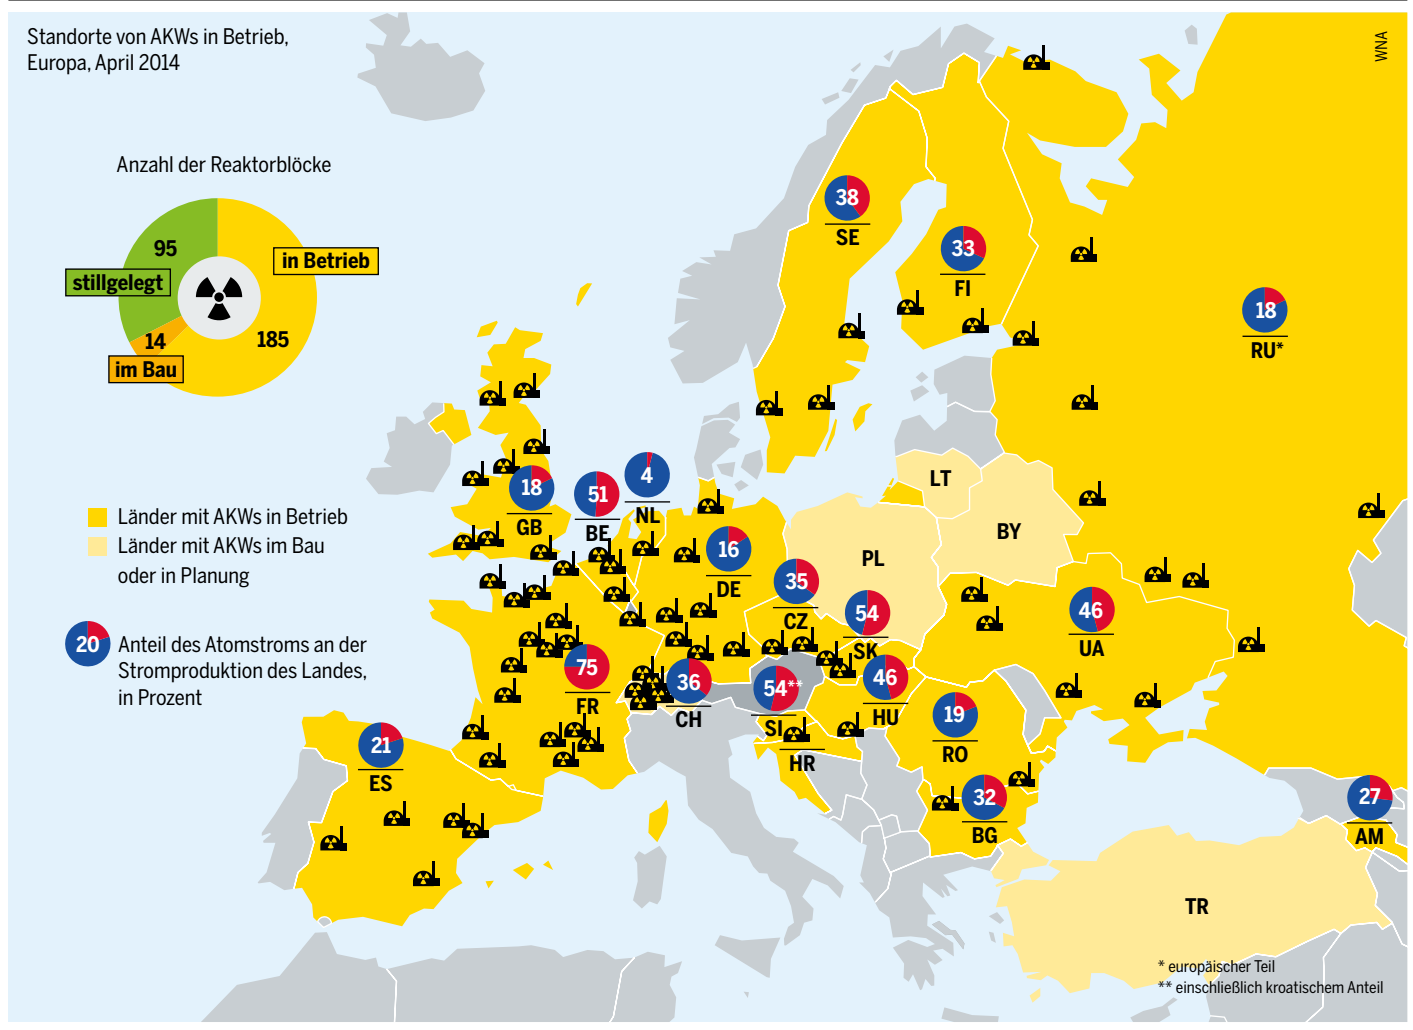 Standorte von AKWs in Betrieb,
Europa, April 2014
WNA
Anzahl der Reaktorblöcke
95
in Betrieb
stillgelegt
14
185
im Bau
Länder mit AKWs in Betrieb
Länder mit AKWs im Bau
oder in Planung
20
Anteil des Atomstroms an der
Stromproduktion des Landes,
in Prozent
38
SE
33
FI
18
RU*
18
GB
51
BE
4
NL
LT
BY
PL
16
DE
35
CZ
54
SK
46
UA
75
FR
36
CH
54**
SI
46
HU
19
RO
HR
21
ES
32
BG
27
AM
TR
* europäischer Teil
** einschließlich kroatischem Anteil